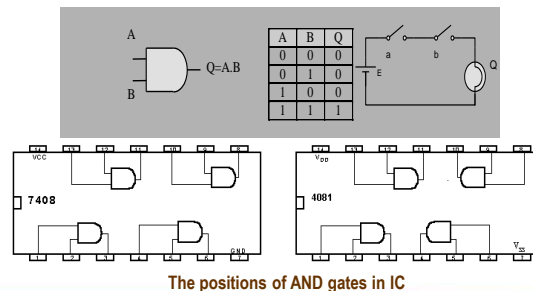 A
B
Q=A.B
A B Q
0 0 0
0 1 0
1 0 0
1 1 1
a
b
E
Q
14 13 12 11 10 9 8
VCC
7408
GND
1 2 3 4 5 6 7
14 13 12 11 10 9 8
VDD
4081
VSS
1 2 3 4 5 6 7
The positions of AND gates in IC